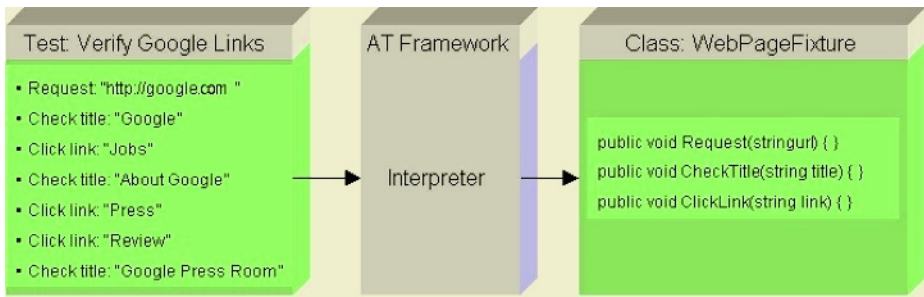 Test: Verify Google Links
• Request: "http://google.com "
• Check title: "Google"
• Click link: "Jobs"
• Check title: "About Google"
• Click link: "Press"
• Click link: "Review"
• Check title: "Google Press Room"
AT Framework
Interpreter
Class: WebPageFixture
public void Request(stringurl) { }
public void CheckTitle(string title) { }
public void ClickLink(string link) { }